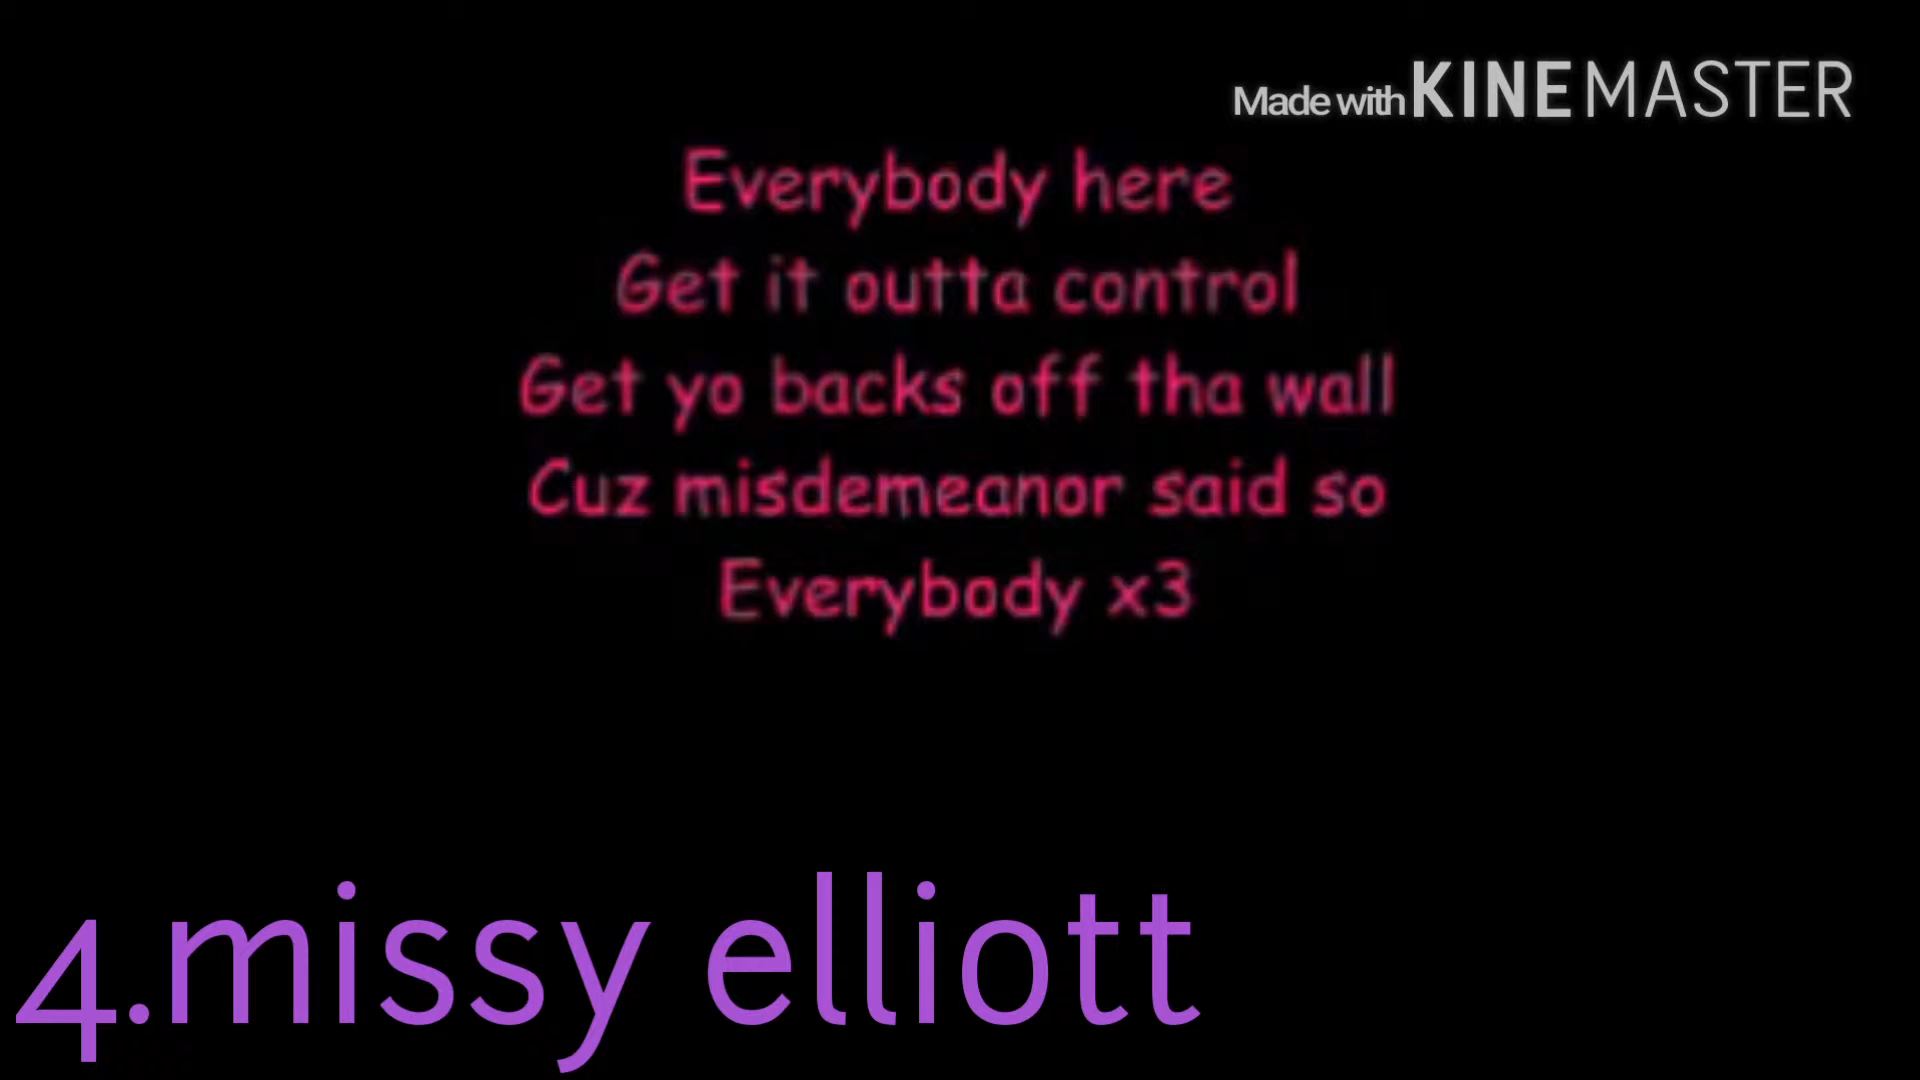 Made with KINEMASTER
Everybody here
Get it outta control
Get yo backs off tha wall
Cuz misdemeanor said so
Everybody x3
4.missy elliott